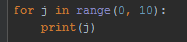 for j in range(0, 10):
    print(j)